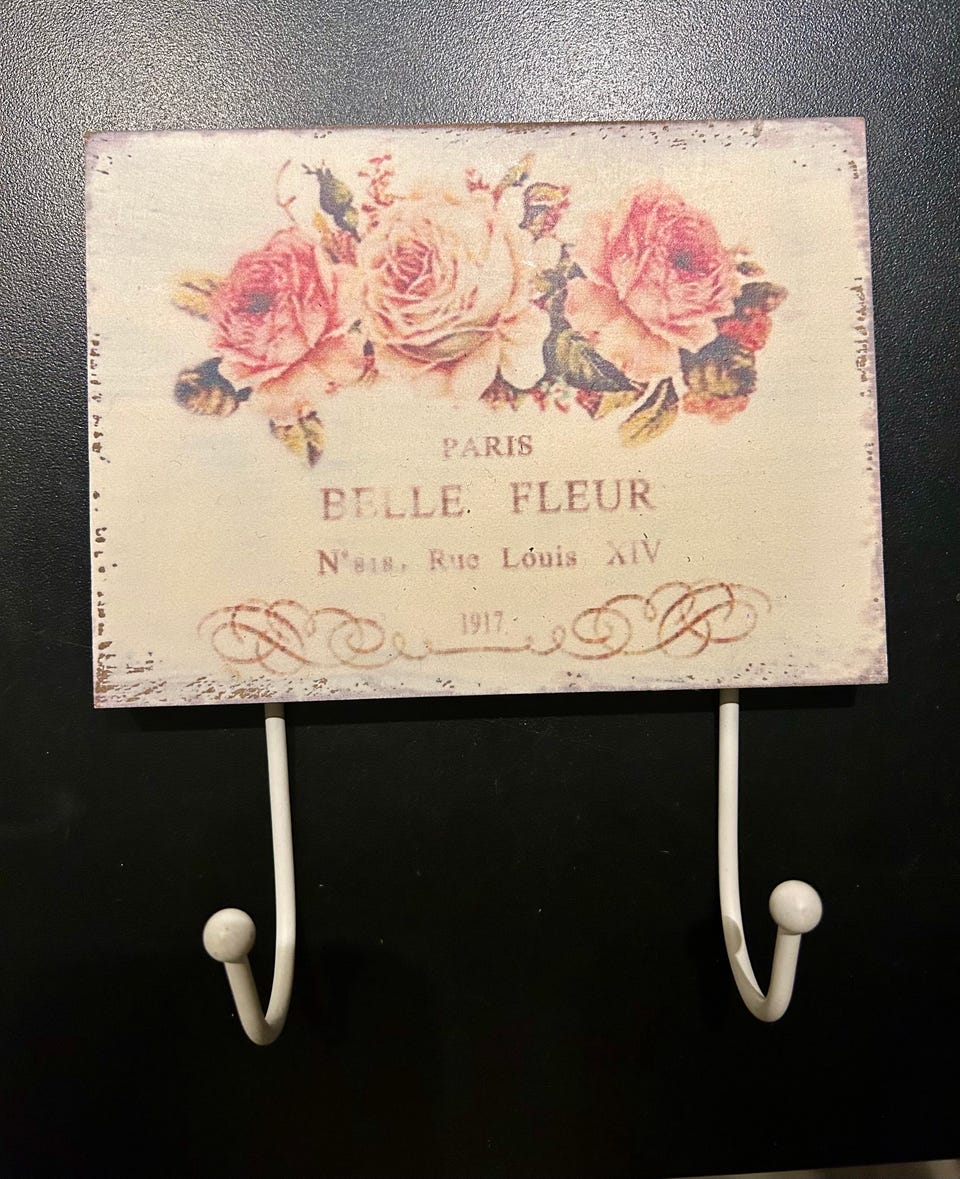 PARIS
BELLE FLEUR
N°818, Rue Louis XIV
1917